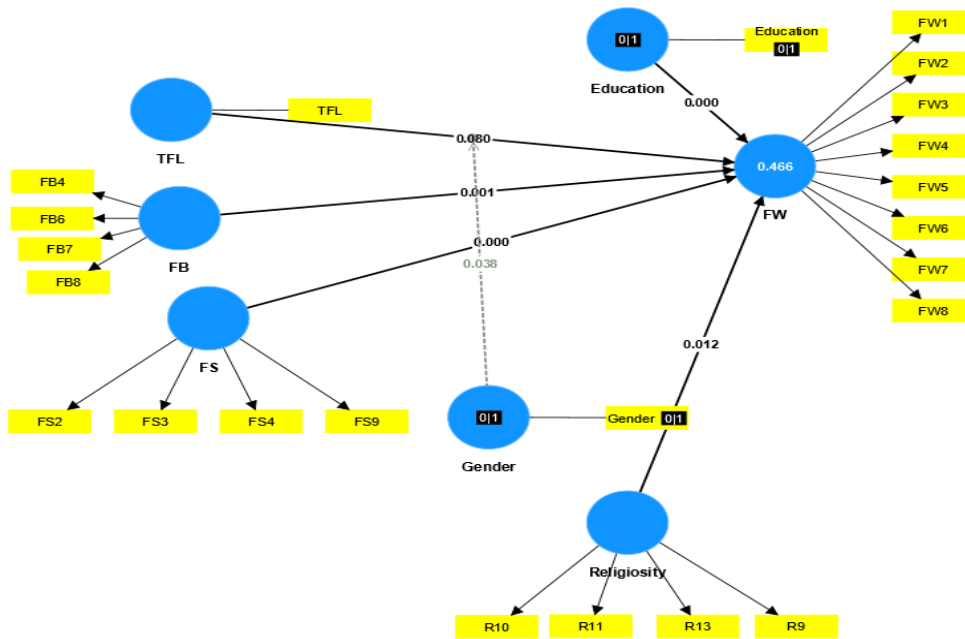 Education
0|1
Education
0|1
0.000
TFL
TFL
0.080
FB4
FB6
FB7
FB8
FB
0.001
FS
0.000
FS2
FS3
FS4
FS9
0.038
0|1
Gender
Gender 0|1
0.466
FW
FW1
FW2
FW3
FW4
FW5
FW6
FW7
FW8
0.012
Religiosity
R10
R11
R13
R9